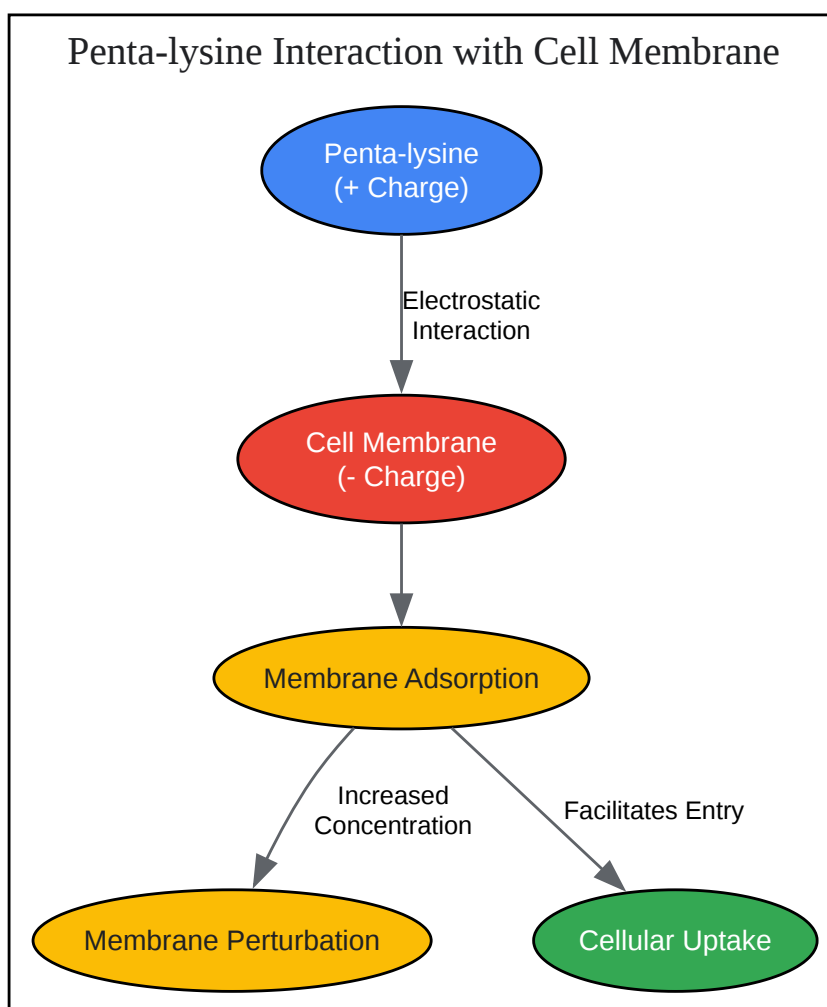 Penta-lysine Interaction with Cell Membrane
Penta-lysine
(+ Charge)
Electrostatic
Interaction
Cell Membrane
(- Charge)
Membrane Adsorption
Increased
Concentration
Facilitates Entry
Membrane Perturbation
Cellular Uptake